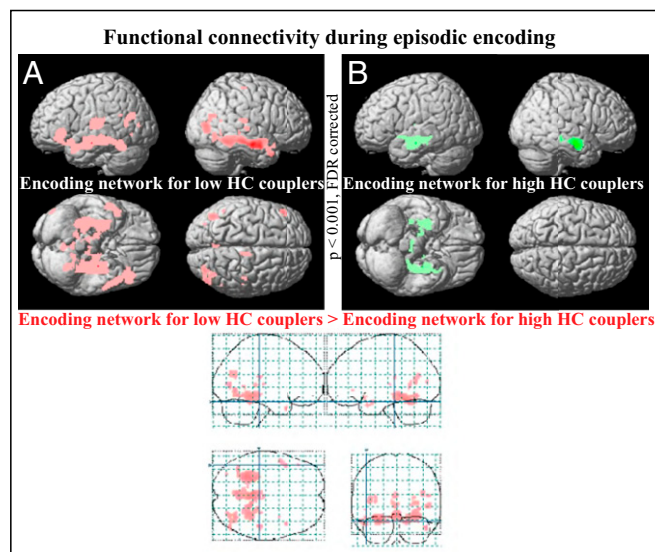 Functional connectivity during episodic encoding
A
B
p < 0.001, FDR corrected
Encoding network for low HC couplers
Encoding network for high HC couplers
Encoding network for low HC couplers > Encoding network for high HC couplers